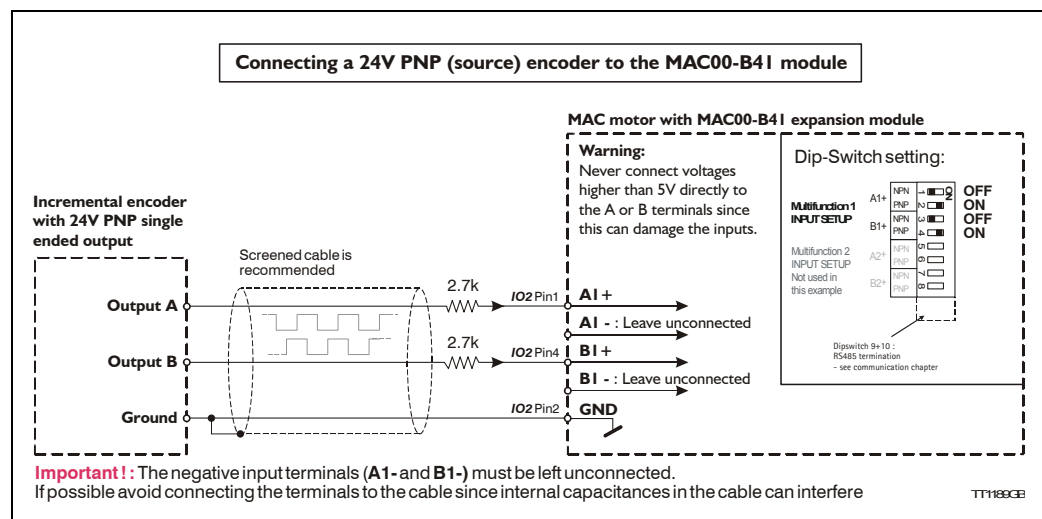 Connecting a 24V PNP (source) encoder to the MAC00-B41 module
MAC motor with MAC00-B41 expansion module
Warning:
Never connect voltages
higher than 5V directly to
the A or B terminals since
this can damage the inputs.
Dip-Switch setting:
Multifunction 1
INPUT SETUP
A1+
NPN
PNP
B1+
NPN
PNP
Multifunction 2
INPUT SETUP
Not used in
this example
A2+
NPN
PNP
B2+
NPN
PNP
1 2 3 4 5 6 7 8
ON
OFF
ON
OFF
ON
Dipswitch 9+10 :
RS485 termination
- see communication chapter
Incremental encoder
with 24V PNP single
ended output
Screened cable is
recommended
Output A
2.7k
IO2 Pin1
A1+
A1 - : Leave unconnected
Output B
2.7k
IO2 Pin4
B1+
B1 - : Leave unconnected
Ground
IO2 Pin2
GND
Important! : The negative input terminals (A1- and B1-) must be left unconnected.
If possible avoid connecting the terminals to the cable since internal capacitances in the cable can interfere
TT1189GB